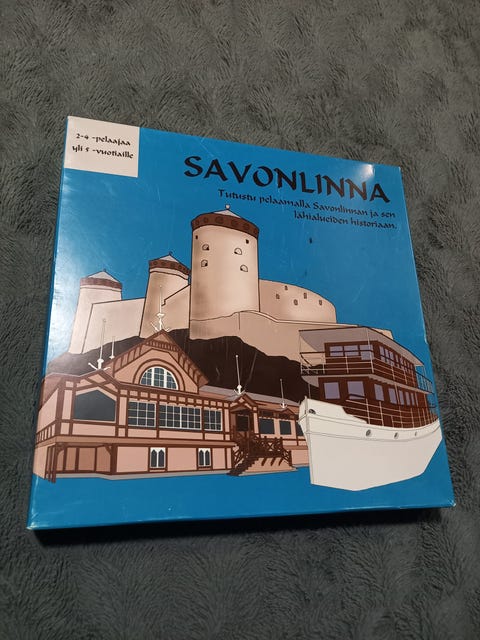 2-4 -pelaajaa
yli 5 -vuotiaille
SAVONLINNA
Tutustu pelaamalla Savonlinnan ja sen
lähialueiden historiaan.